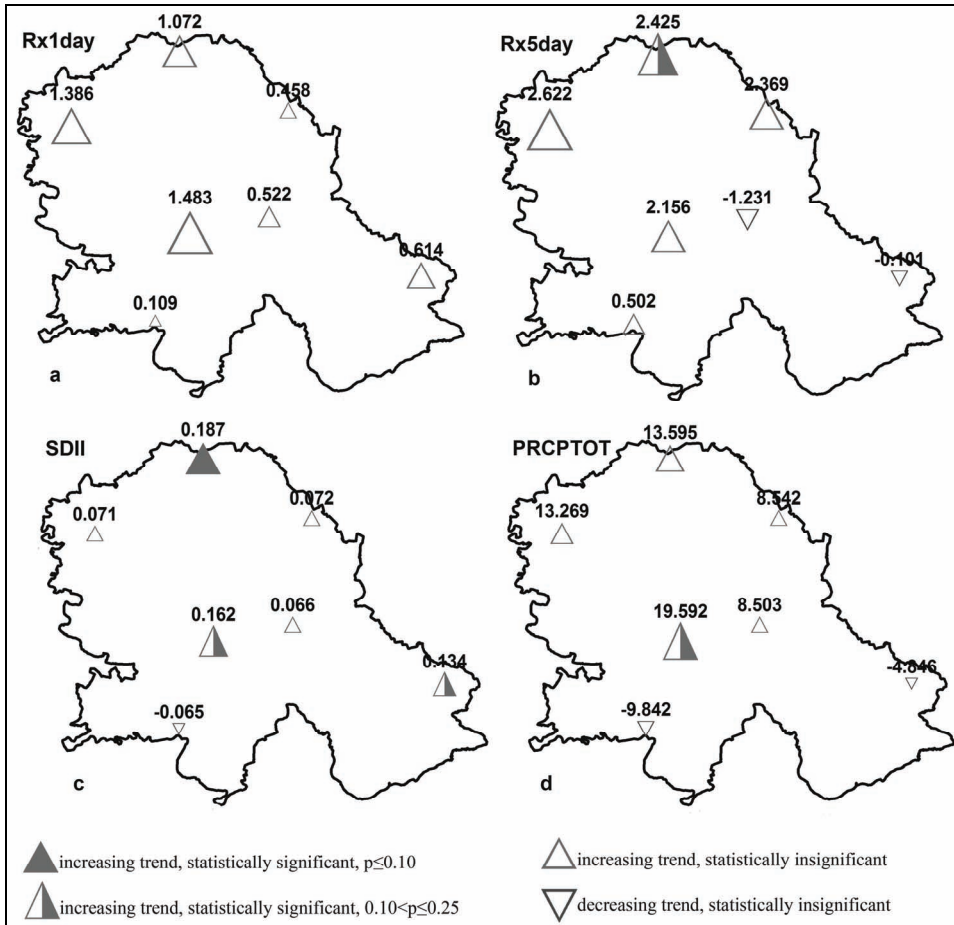 Rx1day
1.072
1.386
0.458
1.483
0.522
0.614
0.109
a
Rx5day
2.425
2.622
2.369
2.156
-1.231
-0.101
0.502
b
SDII
0.187
0.071
0.072
0.162
0.066
0.134
-0.065
c
PRCPTOT
13.595
13.269
8.542
19.592
8.503
-4.846
-9.842
d
increasing trend, statistically significant, p≤0.10
increasing trend, statistically significant, 0.10<p≤0.25
increasing trend, statistically insignificant
decreasing trend, statistically insignificant